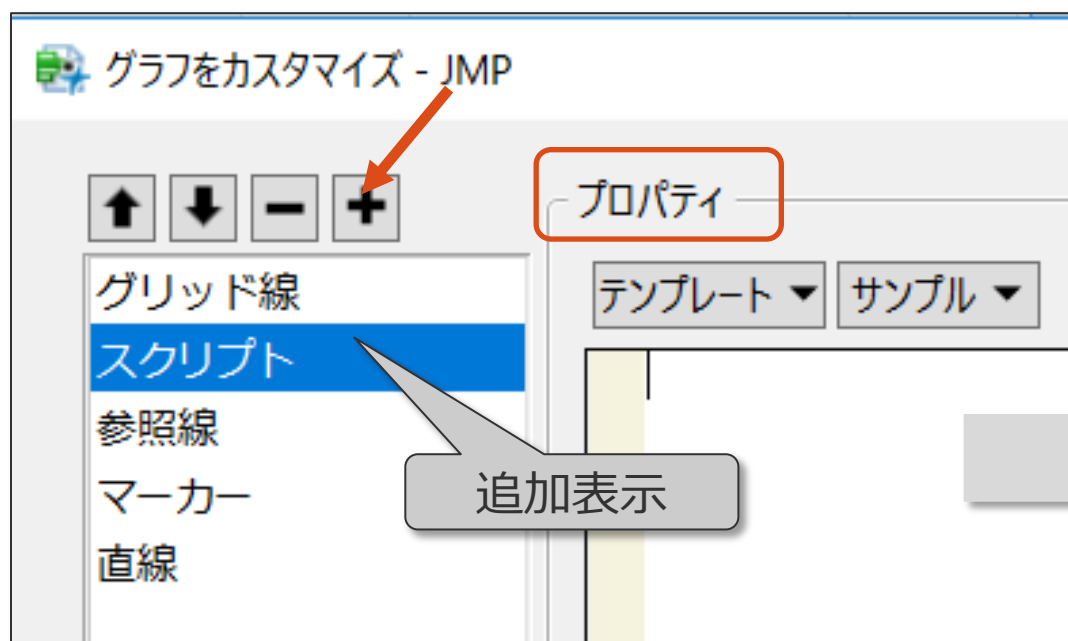 グラフをカスタマイズ - JMP
プロパティ
テンプレート サンプル
グリッド線
スクリプト
参照線
マーカー
直線
追加表示